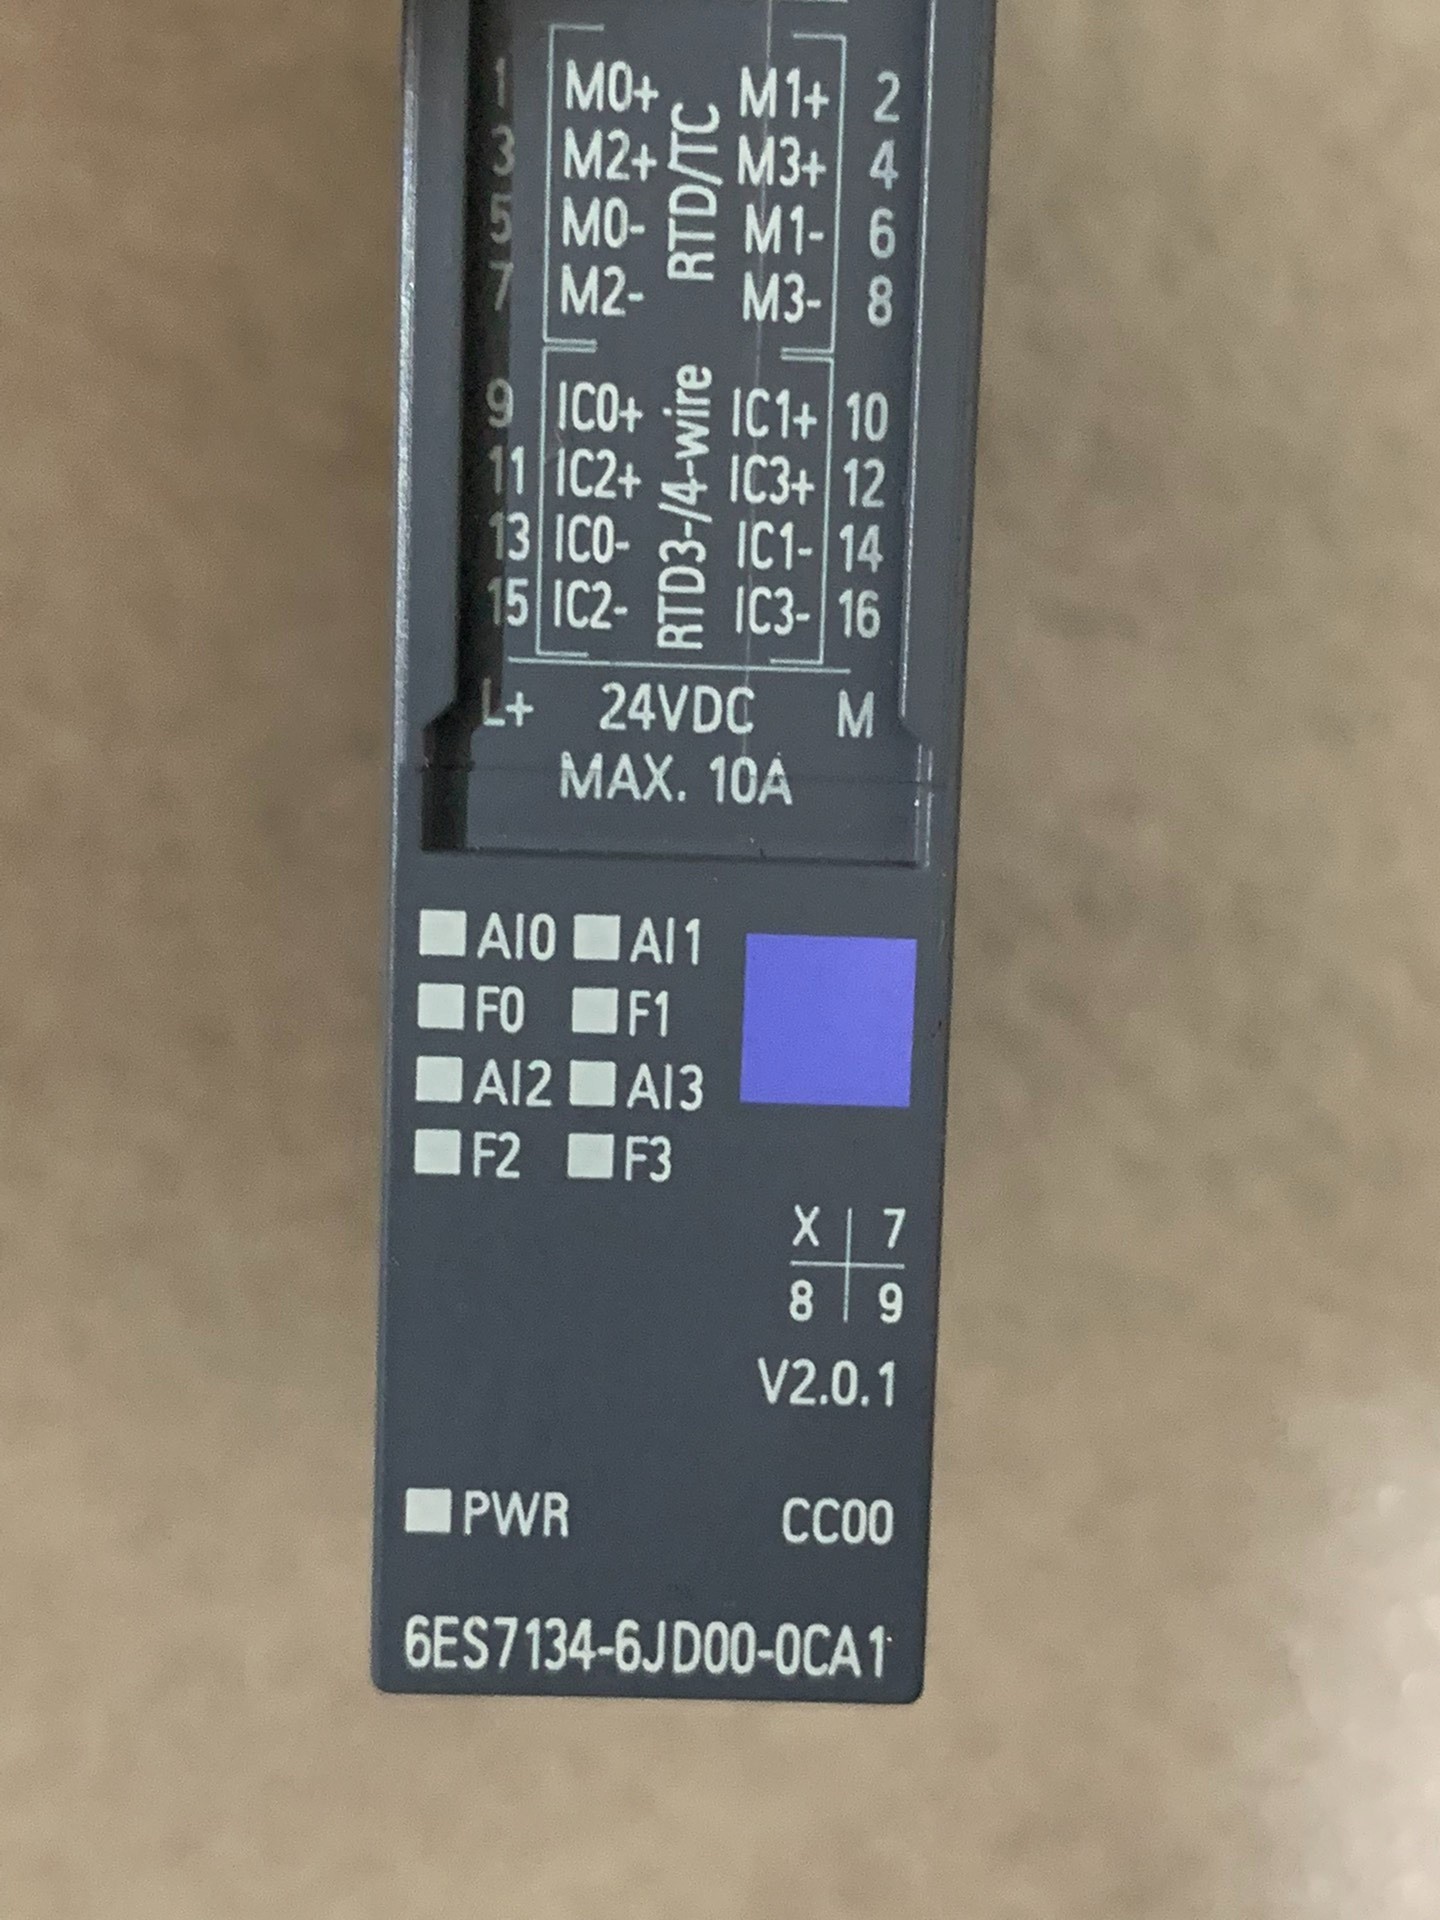 1 M0+ M1+ 2
3 M2+ M3+ 4
5 M0- M1- 6
7 M2- M3- 8
RTD/TC
9 IC0+ IC1+ 10
11 IC2+ IC3+ 12
13 IC0- IC1- 14
15 IC2- IC3- 16
RTD3-/4-wire
L+ 24VDC M
MAX. 10A
AI0 AI1
F0 F1
AI2 AI3
F2 F3
X 7
8 9
V2.0.1
PWR CC00
6ES7134-6JD00-0CA1